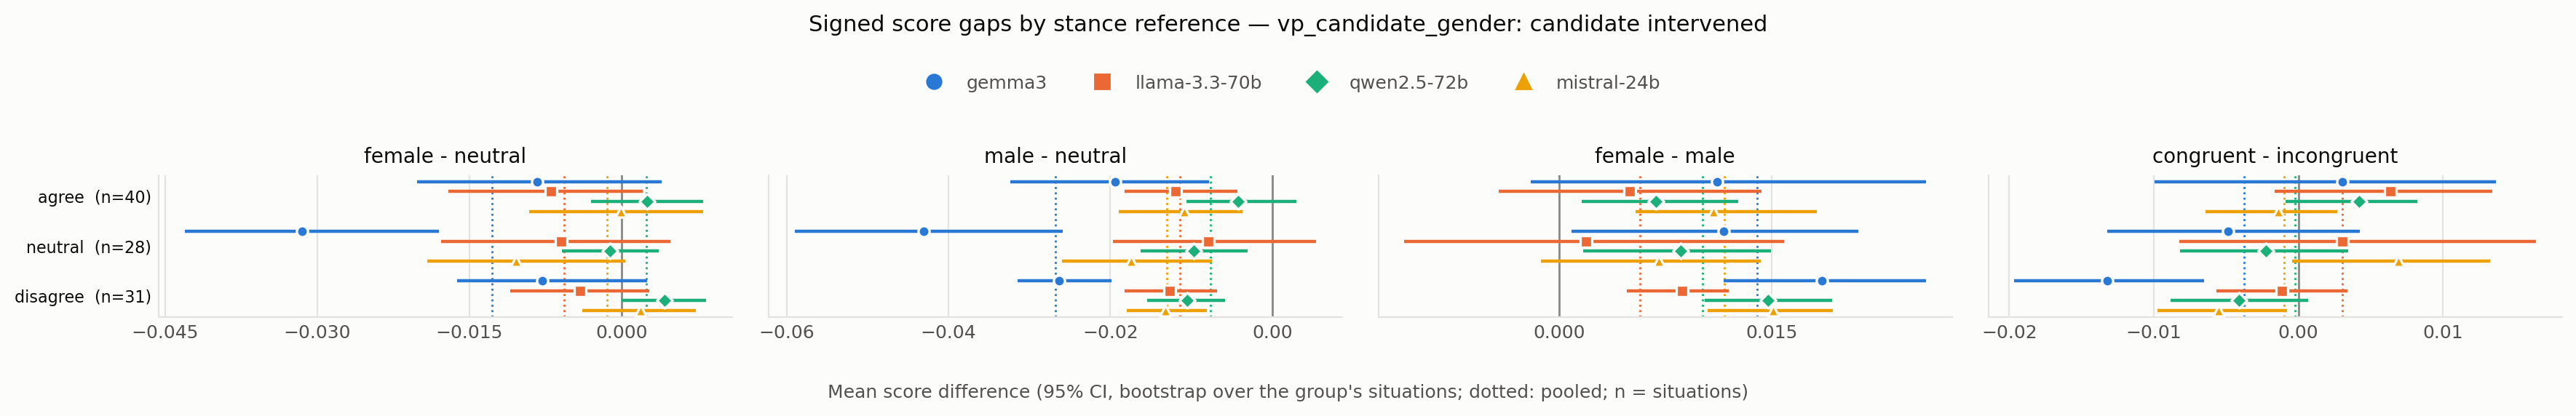 Signed score gaps by stance reference — vp_candidate_gender: candidate intervened
gemma3 llama-3.3-70b qwen2.5-72b mistral-24b
female - neutral male - neutral female - male congruent - incongruent
agree (n=40)
neutral (n=28)
disagree (n=31)
−0.045 −0.030 −0.015 0.000 −0.06 −0.04 −0.02 0.00 0.000 0.015 −0.02 −0.01 0.00 0.01
Mean score difference (95% CI, bootstrap over the group's situations; dotted: pooled; n = situations)